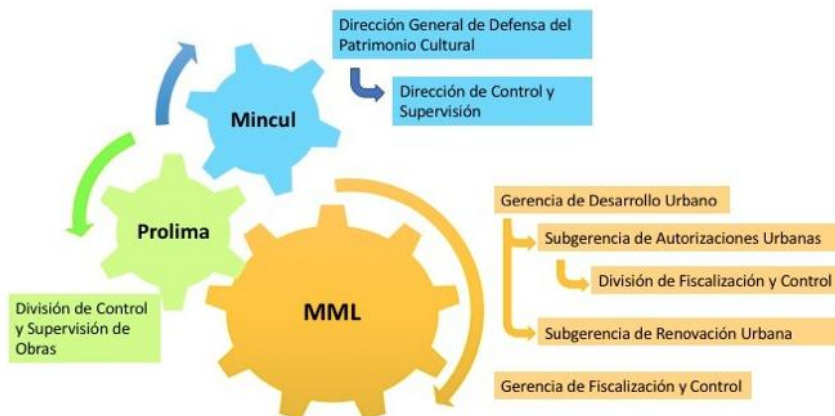 Dirección General de Defensa del
Patrimonio Cultural
Dirección de Control y
Supervisión
Mincul
Prolima
División de Control
y Supervisión de
Obras
MML
Gerencia de Desarrollo Urbano
Subgerencia de Autorizaciones Urbanas
División de Fiscalización y Control
Subgerencia de Renovación Urbana
Gerencia de Fiscalización y Control